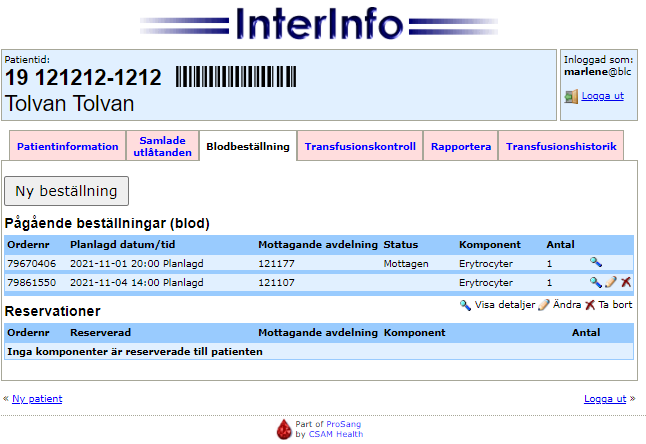 InterInfo
Patientid:
19 121212-1212
Tolvan Tolvan
Inloggad som:
marlene@blc
Logga ut
Patientinformation
Samlade
utlåtanden
Blodbeställning
Transfusionskontroll
Rapportera
Transfusionshistorik
Ny beställning
Pågående beställningar (blod)
Ordernr Planlagd datum/tid Mottagande avdelning Status Komponent Antal
79670406 2021-11-01 20:00 Planlagd 121177 Mottagen Erytrocyter 1
79861550 2021-11-04 14:00 Planlagd 121107 Erytrocyter 1
Visa detaljer Ändra Ta bort
Reservationer
Ordernr Reserverad Mottagande avdelning Komponent Antal
Inga komponenter är reserverade till patienten
« Ny patient
Logga ut »
Part of ProSang
by CSAM Health